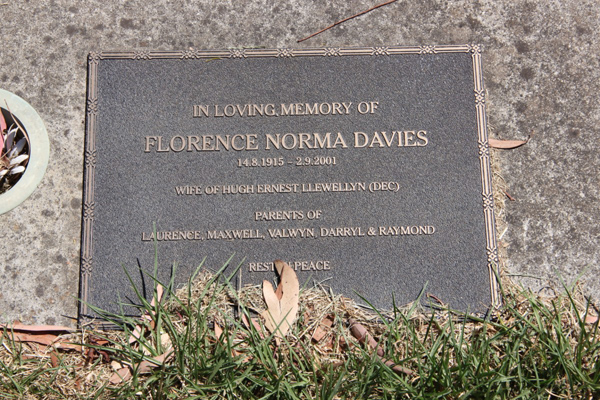 IN LOVING MEMORY OF
FLORENCE NORMA DAVIES
14.8.1915 – 2.9.2001
WIFE OF HUGH ERNEST LLEWELLYN (DEC)
PARENTS OF
LAURENCE, MAXWELL, VALWYN, DARRYL & RAYMOND
REST PEACE